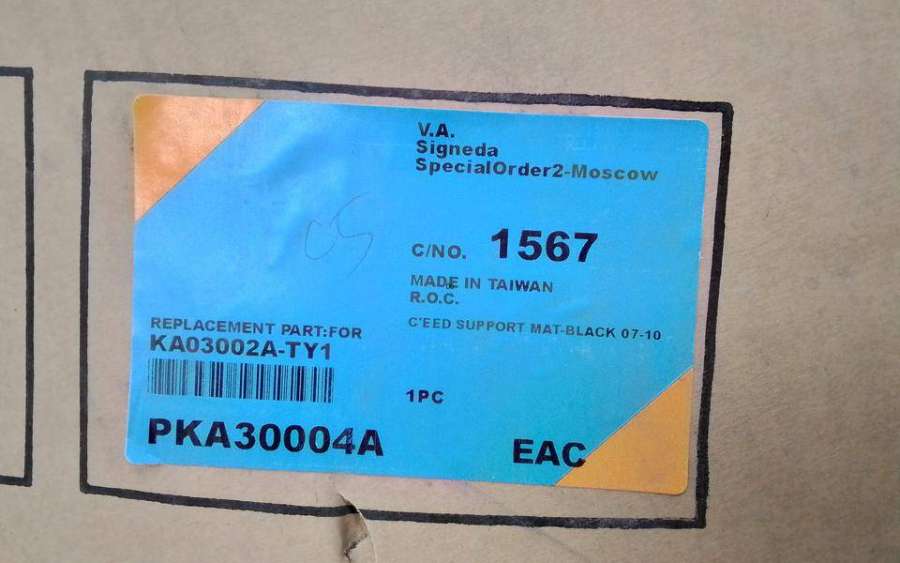 V.A.
Signeda
SpecialOrder2-Moscow
C/NO. 1567
MADE IN TAIWAN
R.O.C.
C'EED SUPPORT MAT-BLACK 07-10
REPLACEMENT PART:FOR
KA03002A-TY1
1PC
PKA30004A
EAC